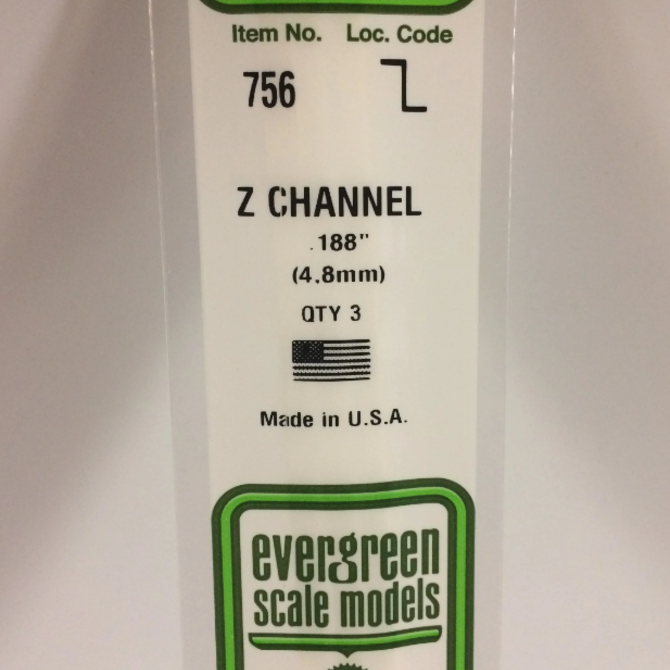 Item No. Loc. Code
756
Z CHANNEL
.188"
(4.8mm)
QTY 3
Made in U.S.A.
evergreen
scale models